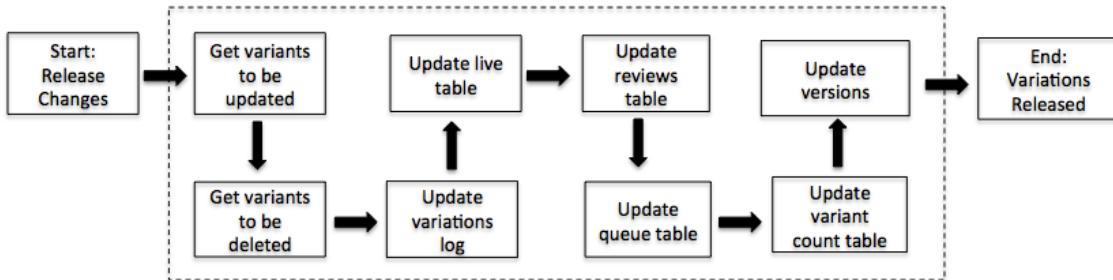 Start:
Release
Changes
Get variants
to be
updated
Get variants
to be
deleted
Update
variations
log
Update live
table
Update
reviews
table
Update
queue table
Update
variant
count table
Update
versions
End:
Variations
Released